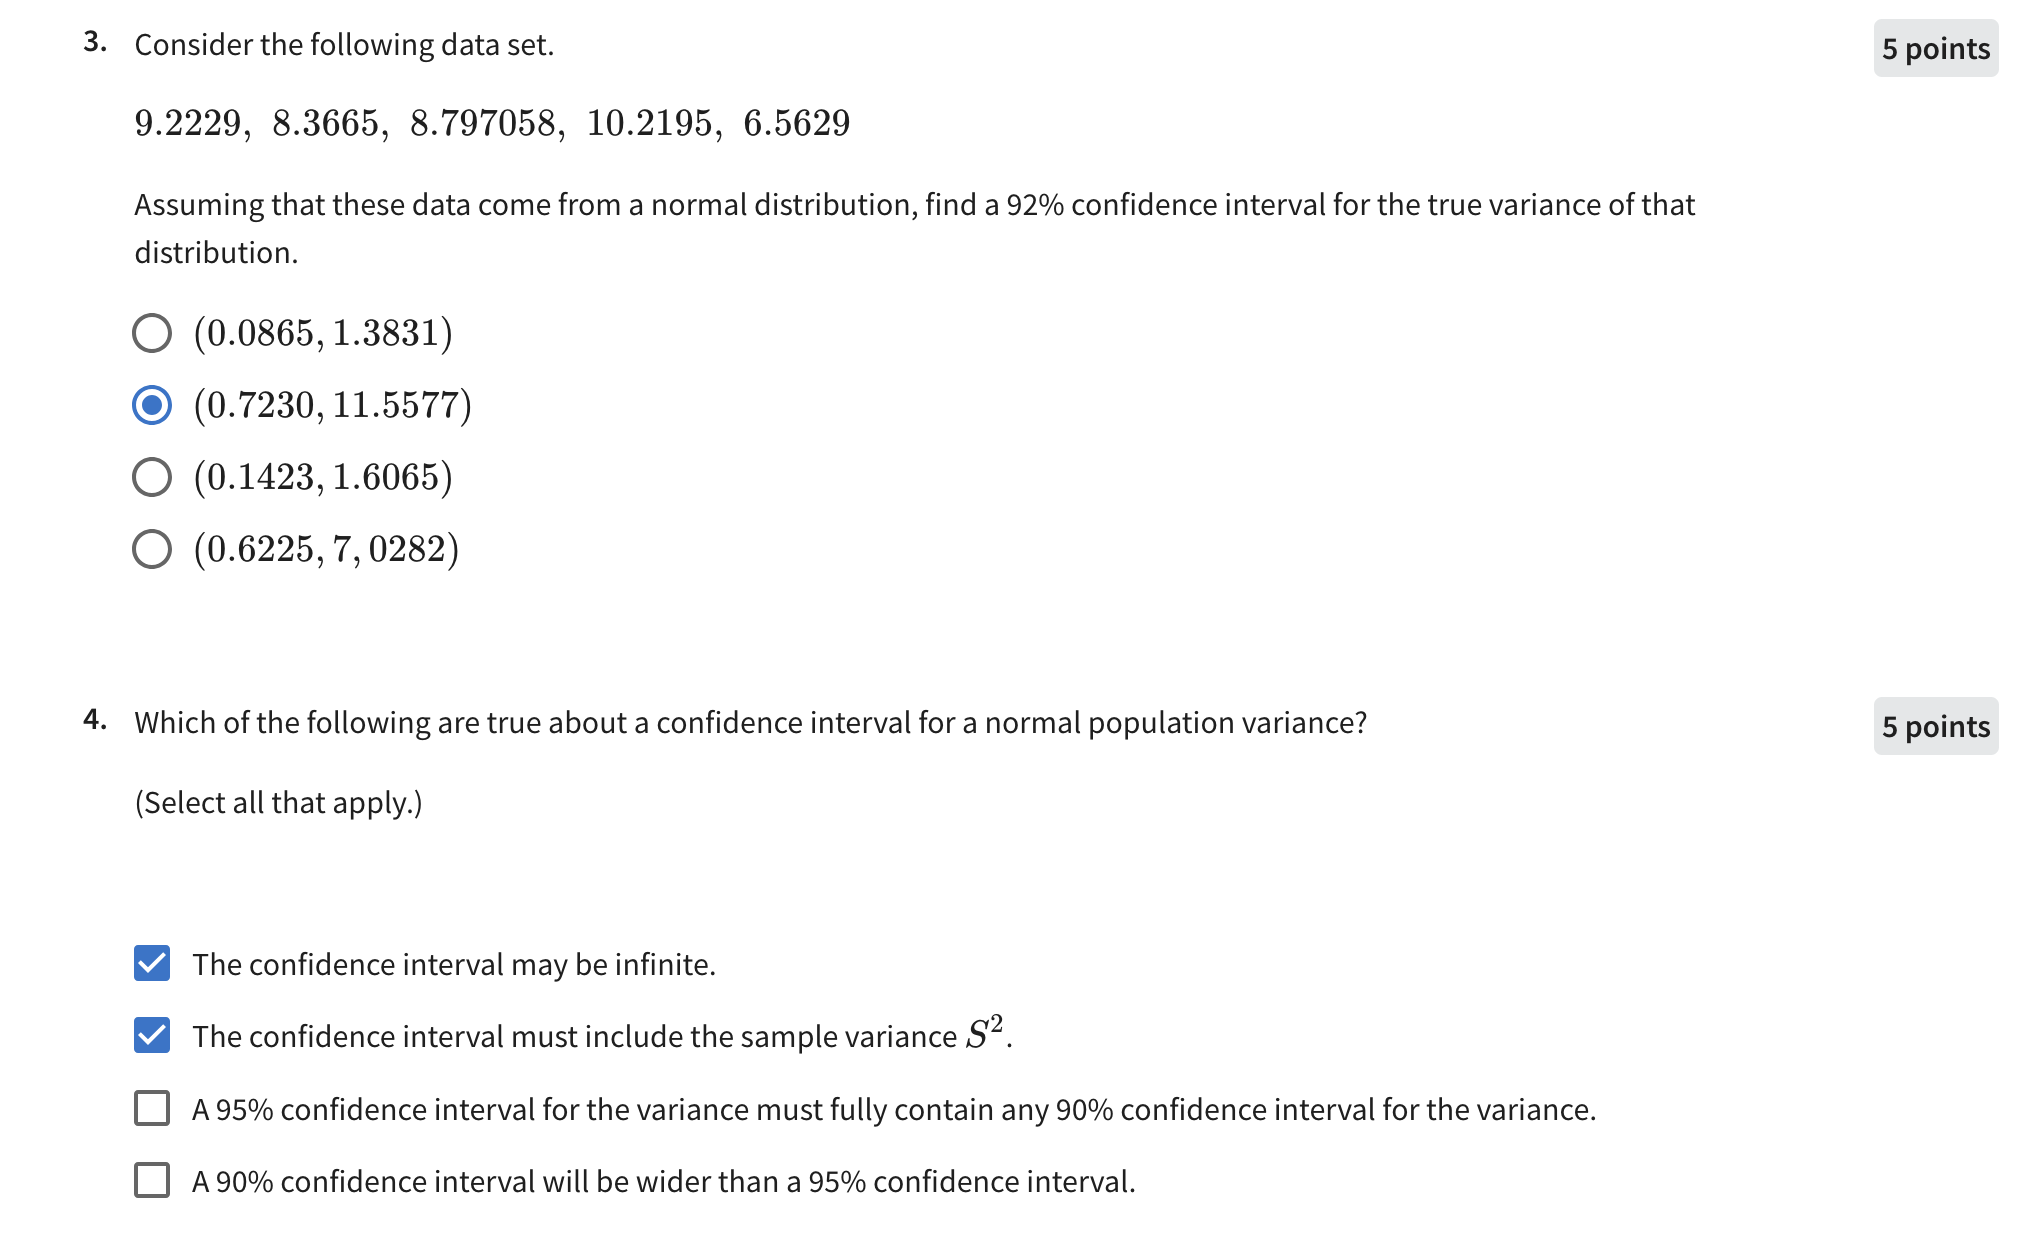 3. Consider the following data set.
5 points
9.2229, 8.3665, 8.797058, 10.2195, 6.5629
Assuming that these data come from a normal distribution, find a 92% confidence interval for the true variance of that
distribution.
(0.0865, 1.3831)
(0.7230, 11.5577)
(0.1423, 1.6065)
(0.6225, 7, 0282)
4. Which of the following are true about a confidence interval for a normal population variance?
5 points
(Select all that apply.)
The confidence interval may be infinite.
The confidence interval must include the sample variance S².
A 95% confidence interval for the variance must fully contain any 90% confidence interval for the variance.
A 90% confidence interval will be wider than a 95% confidence interval.